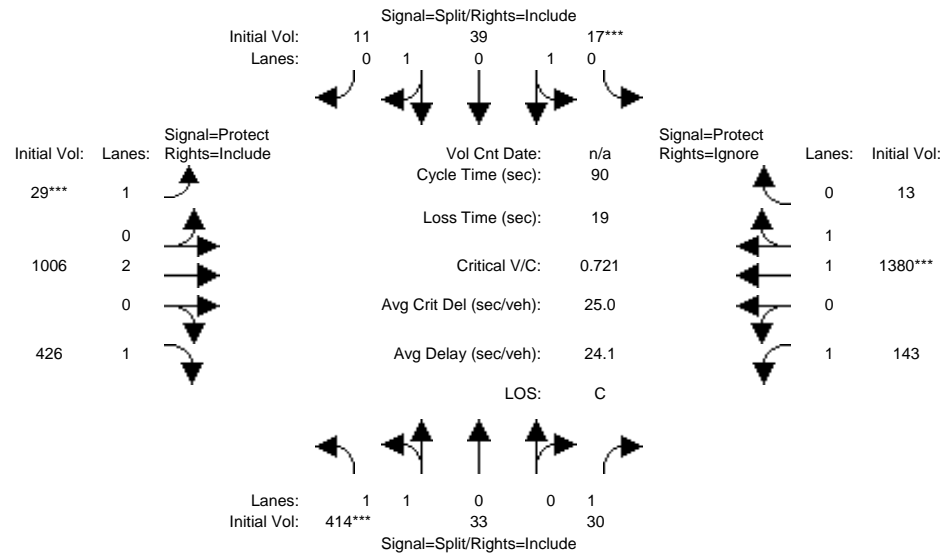 Signal=Split/Rights=Include
Initial Vol: 11 39 17***
Lanes: 0 1 0 1 0
Signal=Protect Signal=Protect
Initial Vol: Lanes: Rights=Include Vol Cnt Date: n/a Rights=Ignore Lanes: Initial Vol:
Cycle Time (sec): 90
29*** 1 0 13
Loss Time (sec): 19
0 1
1006 2 Critical V/C: 0.721 1 1380***
0 Avg Crit Del (sec/veh): 25.0 0
426 1 Avg Delay (sec/veh): 24.1 1 143
LOS: C
Lanes: 1 1 0 0 1
Initial Vol: 414*** 33 30
Signal=Split/Rights=Include